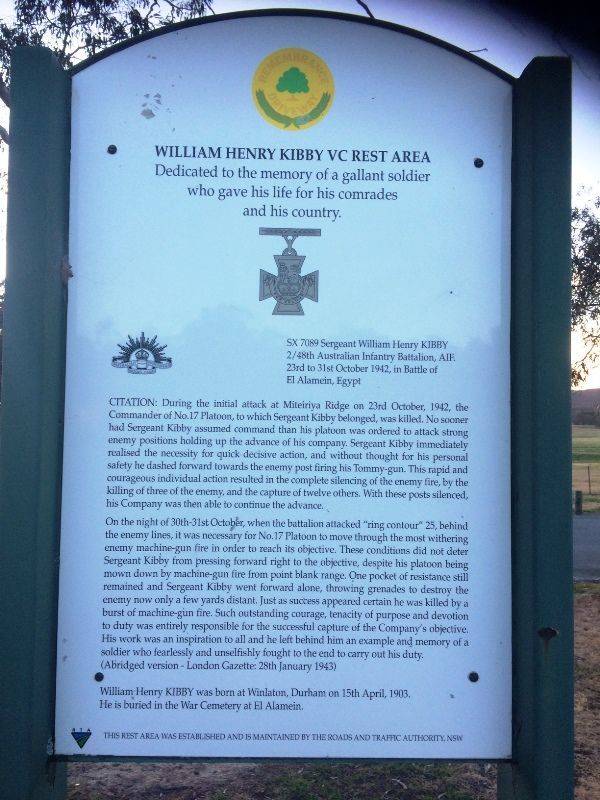 REMEMBRANCE
DRIVEWAY
WILLIAM HENRY KIBBY VC REST AREA
Dedicated to the memory of a gallant soldier
who gave his life for his comrades
and his country.
SX 7089 Sergeant William Henry KIBBY
2/48th Australian Infantry Battalion, AIF.
23rd to 31st October 1942, in Battle of
El Alamein, Egypt
CITATION: During the initial attack at Miteiriya Ridge on 23rd October, 1942, the
Commander of No.17 Platoon, to which Sergeant Kibby belonged, was killed. No sooner
had Sergeant Kibby assumed command than his platoon was ordered to attack strong
enemy positions holding up the advance of his company. Sergeant Kibby immediately
realised the necessity for quick decisive action, and without thought for his personal
safety he dashed forward towards the enemy post firing his Tommy-gun. This rapid and
courageous individual action resulted in the complete silencing of the enemy fire, by the
killing of three of the enemy, and the capture of twelve others. With these posts silenced,
his Company was then able to continue the advance.
On the night of 30th-31st October, when the battalion attacked "ring contour" 25, behind
the enemy lines, it was necessary for No.17 Platoon to move through the most withering
enemy machine-gun fire in order to reach its objective. These conditions did not deter
Sergeant Kibby from pressing forward right to the objective, despite his platoon being
mown down by machine-gun fire from point blank range. One pocket of resistance still
remained and Sergeant Kibby went forward alone, throwing grenades to destroy the
enemy now only a few yards distant. Just as success appeared certain he was killed by a
burst of machine-gun fire. Such outstanding courage, tenacity of purpose and devotion
to duty was entirely responsible for the successful capture of the Company's objective.
His work was an inspiration to all and he left behind him an example and memory of a
soldier who fearlessly and unselfishly fought to the end to carry out his duty.
(Abridged version - London Gazette: 28th January 1943)
William Henry KIBBY was born at Winlaton, Durham on 15th April, 1903.
He is buried in the War Cemetery at El Alamein.
RTA
THIS REST AREA WAS ESTABLISHED AND IS MAINTAINED BY THE ROADS AND TRAFFIC AUTHORITY, NSW